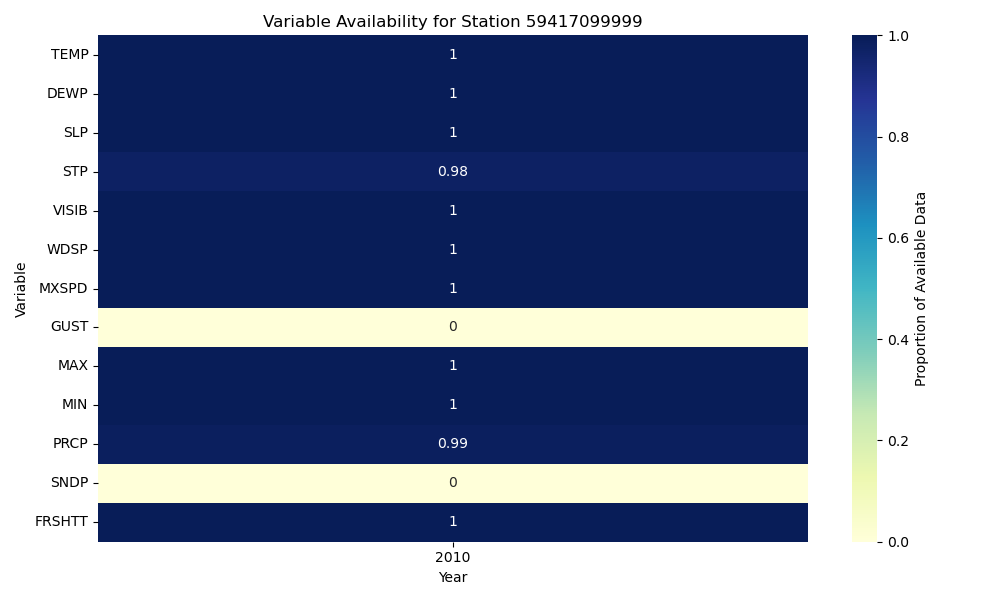 Variable Availability for Station 59417099999
TEMP 1
DEWP 1
SLP 1
STP 0.98
VISIB 1
WDSP 1
MXSPD 1
GUST 0
MAX 1
MIN 1
PRCP 0.99
SNDP 0
FRSHTT 1
Variable
2010
Year
1.0
0.8
0.6
0.4
0.2
0.0
Proportion of Available Data